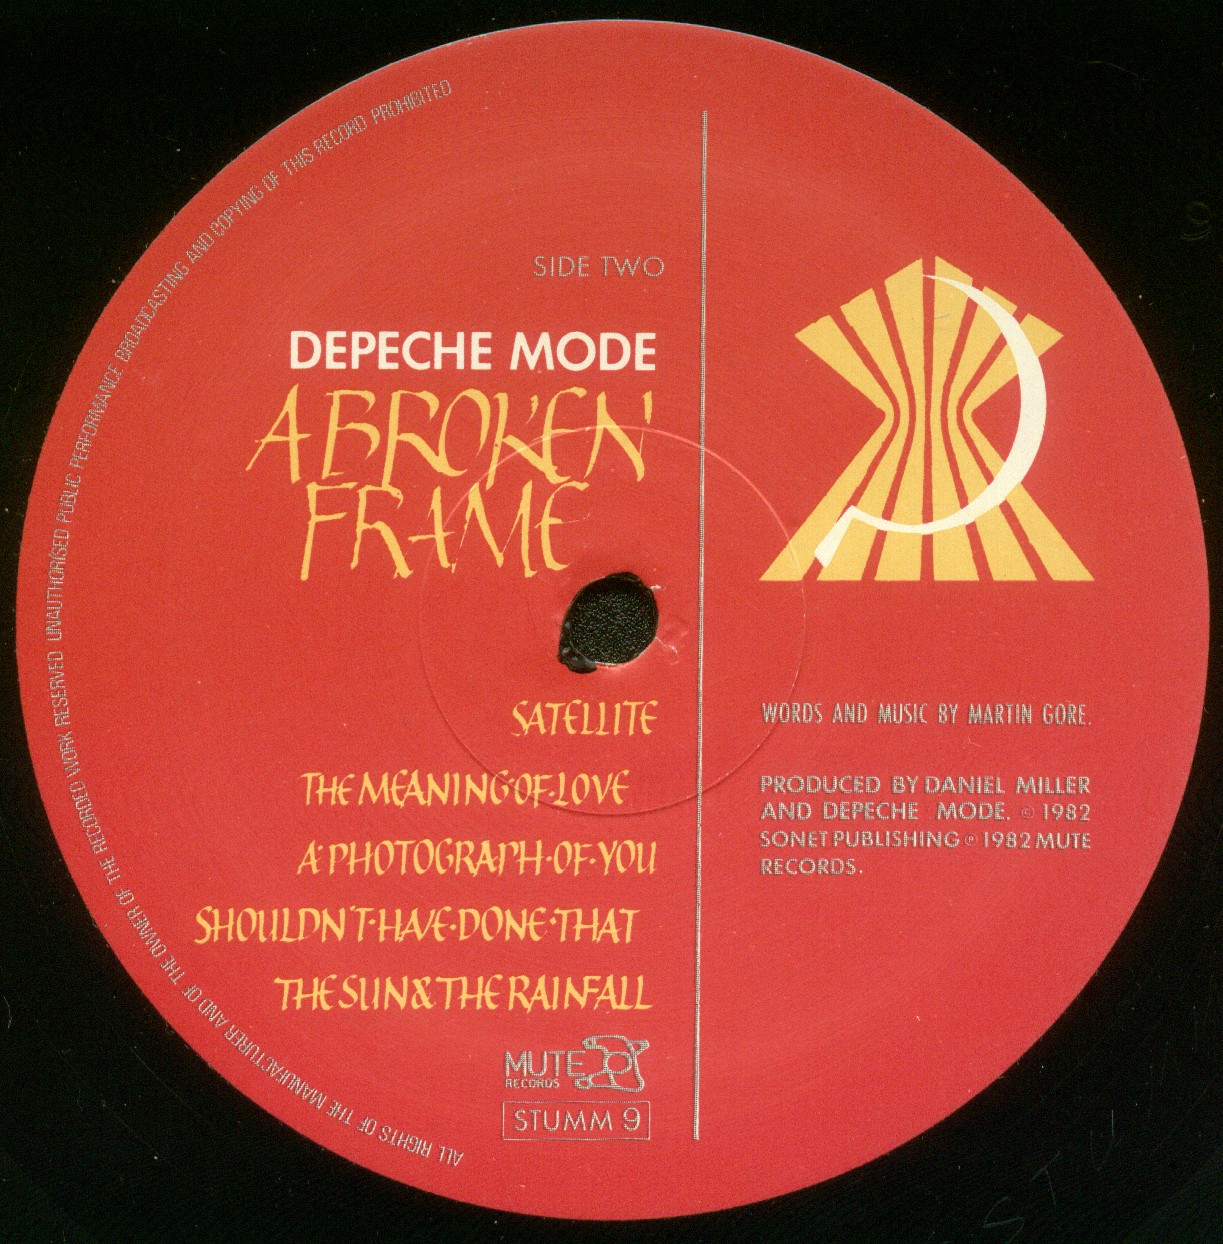 ALL RIGHTS OF THE MANUFACTURER AND OF THE OWNER OF THE RECORDED WORK RESERVED UNAUTHORISED PUBLIC PERFORMANCE BROADCASTING AND COPYING OF THIS RECORD PROHIBITED
SIDE TWO
DEPECHE MODE
A BROKEN
FRAME
SATELLITE
THE MEANING·OF·LOVE
A·PHOTOGRAPH·OF·YOU
SHOULDN'T·HAVE·DONE·THAT
THE SUN & THE RAINFALL
MUTE
RECORDS
STUMM 9
WORDS AND MUSIC BY MARTIN GORE.
PRODUCED BY DANIEL MILLER
AND DEPECHE MODE. © 1982
SONET PUBLISHING ℗ 1982 MUTE
RECORDS.